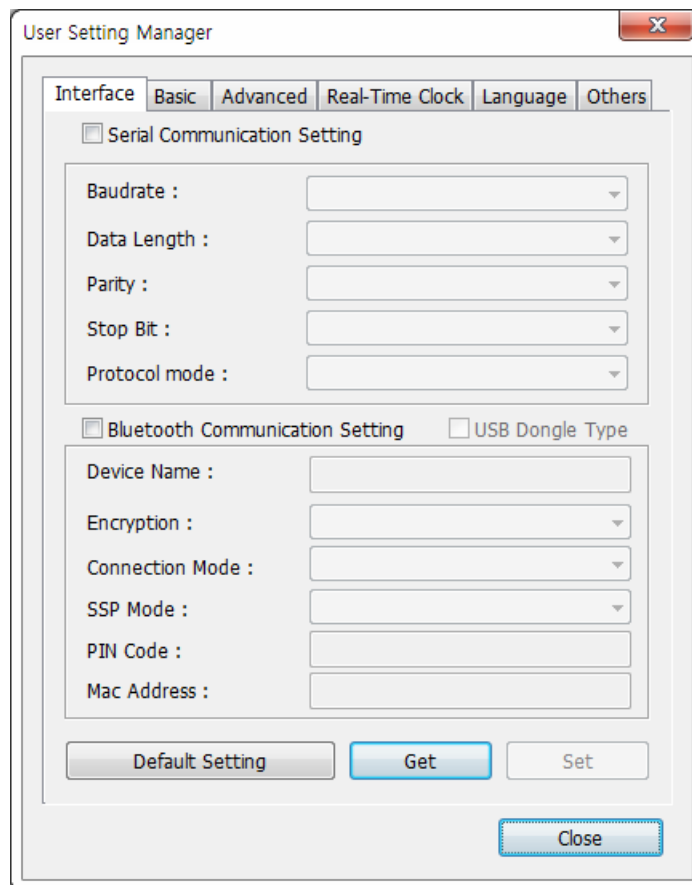 User Setting Manager
Interface Basic Advanced Real-Time Clock Language Others
Serial Communication Setting
Baudrate :
Data Length :
Parity :
Stop Bit :
Protocol mode :
Bluetooth Communication Setting USB Dongle Type
Device Name :
Encryption :
Connection Mode :
SSP Mode :
PIN Code :
Mac Address :
Default Setting Get Set
Close